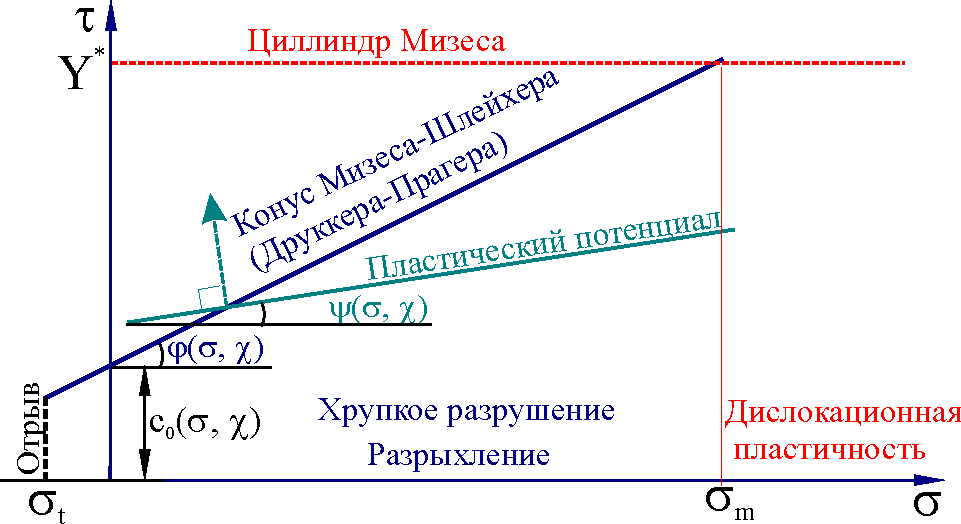 τ
Y*
Циллиндр Мизеса
Конус Мизеса-Шлейхера
(Друккера-Прагера)
Пластический потенциал
ψ(σ, χ)
φ(σ, χ)
c₀(σ, χ)
Отрыв
Хрупкое разрушение
Разрыхление
Дислокационная
пластичность
σₜ
σₘ
σ